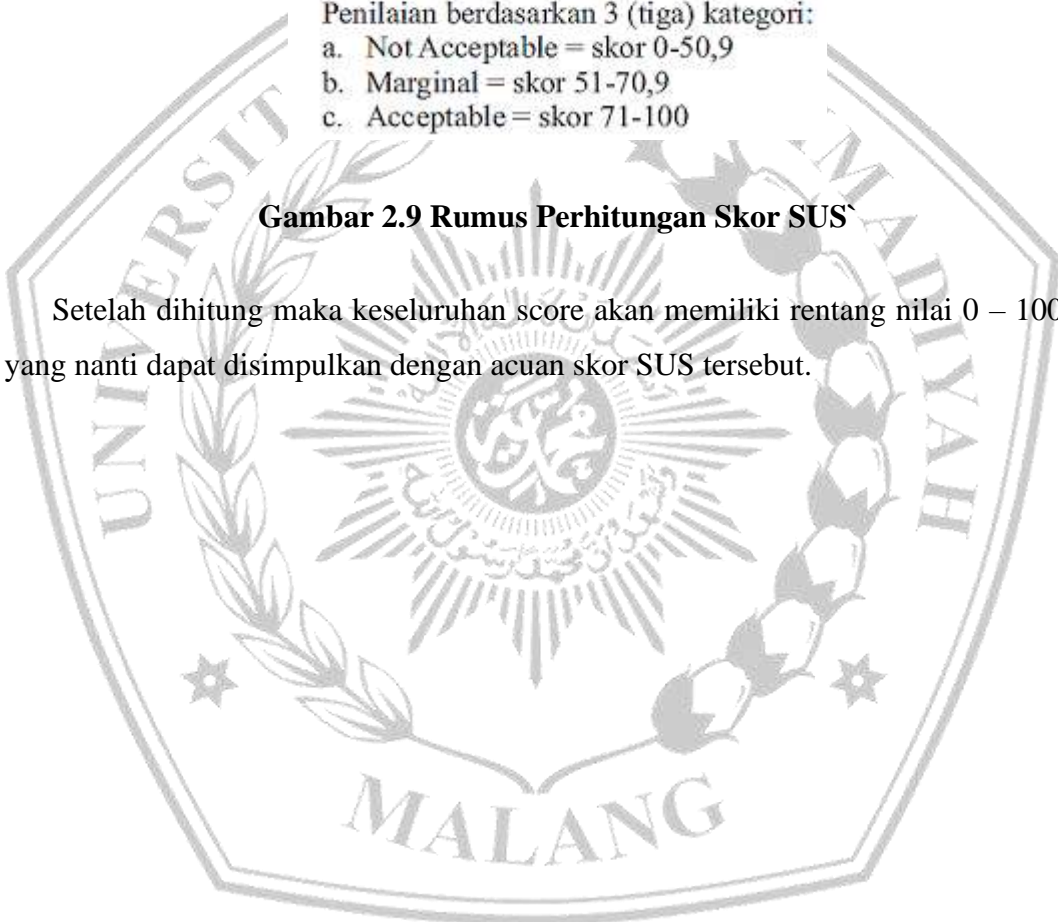 Penilaian berdasarkan 3 (tiga) kategori:
a. Not Acceptable = skor 0-50,9
b. Marginal = skor 51-70,9
c. Acceptable = skor 71-100
Gambar 2.9 Rumus Perhitungan Skor SUS`
Setelah dihitung maka keseluruhan score akan memiliki rentang nilai 0 – 100
yang nanti dapat disimpulkan dengan acuan skor SUS tersebut.
MALANG